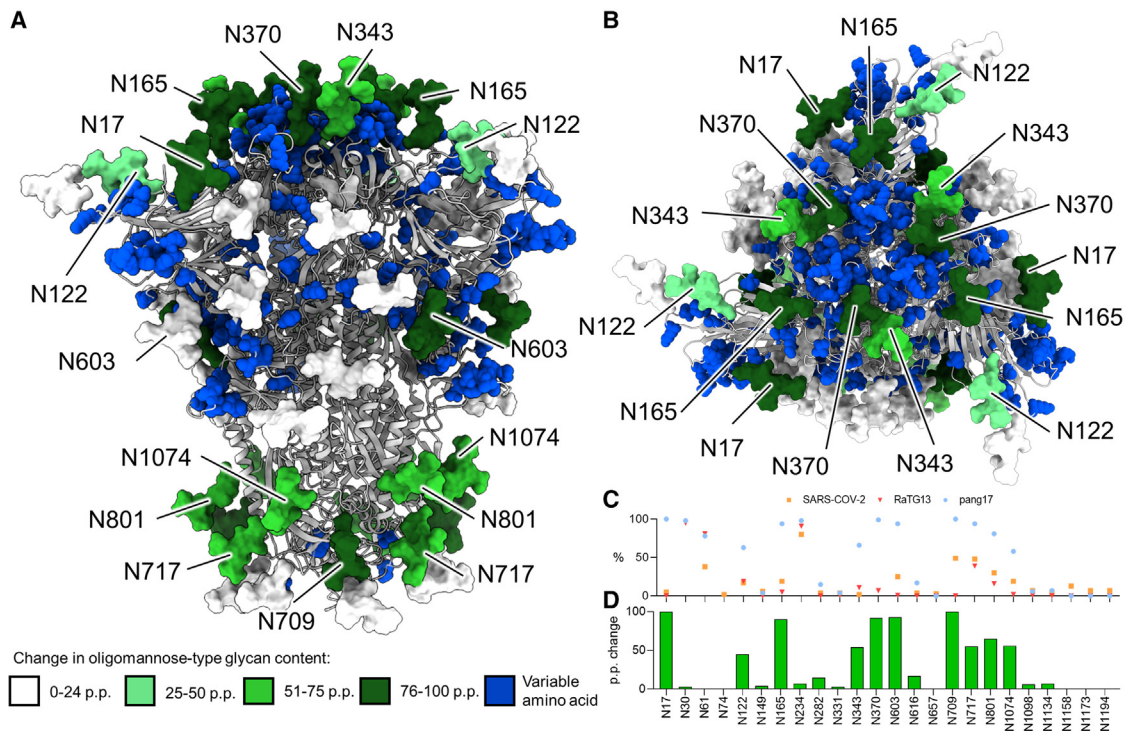 A
N370
N343
N165
N165
N17
N122
N122
N603
N603
N1074
N1074
N801
N801
N717
N717
N709
Change in oligomannose-type glycan content:
0-24 p.p.
25-50 p.p.
51-75 p.p.
76-100 p.p.
Variable
amino acid
B
N165
N17
N122
N370
N343
N343
N370
N17
N122
N165
N165
N17
N122
N370
N343
C
SARS-COV-2
RaTG13
pang17
100
50
0
%
D
100
50
0
p.p. change
N17
N30
N61
N74
N122
N149
N165
N234
N282
N331
N343
N370
N603
N616
N657
N709
N717
N801
N1074
N1098
N1134
N1158
N1173
N1194